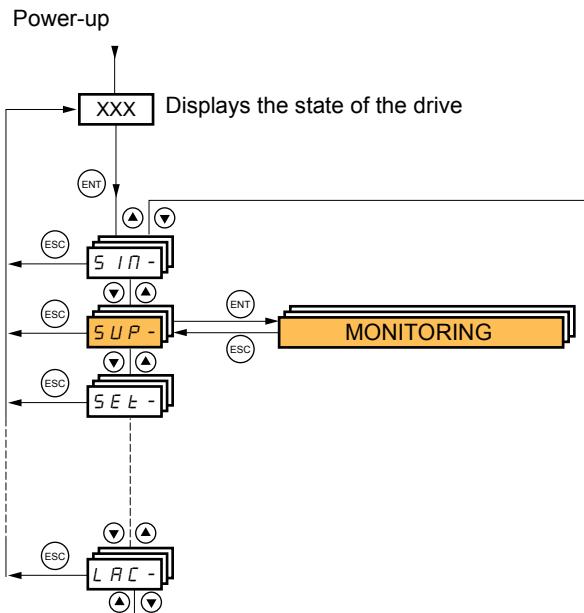 Power-up
XXX Displays the state of the drive
ENT
ESC
SIM-
ENT
ESC
SUP-
MONITORING
ESC
ESC
SEt-
ESC
LAC-